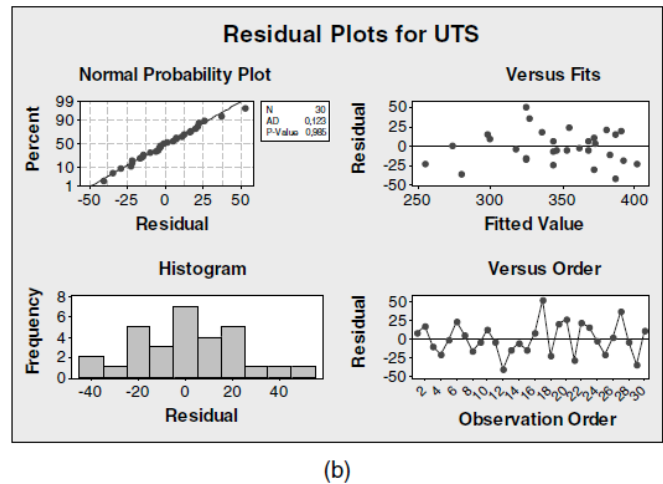 Residual Plots for UTS
Normal Probability Plot
99
90
50
10
1
Percent
-50 -25 0 25 50
Residual
N 30
AD 0,123
P-Value 0,985
Versus Fits
50
25
0
-25
-50
Residual
250 300 350 400
Fitted Value
Histogram
8
6
4
2
0
Frequency
-40 -20 0 20 40
Residual
Versus Order
50
25
0
-25
-50
Residual
2 4 6 8 10 12 14 16 18 20 22 24 26 28 30
Observation Order
(b)